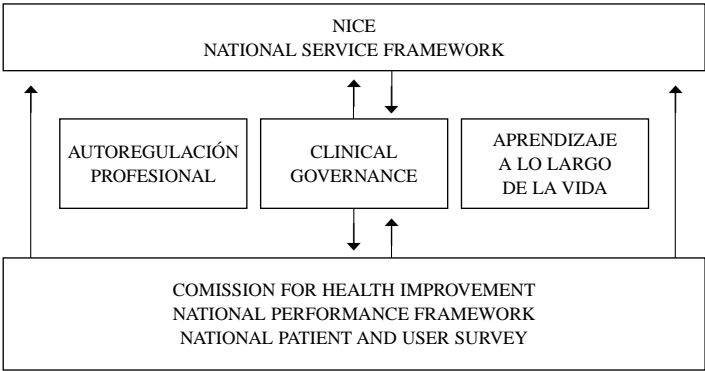 NICE
NATIONAL SERVICE FRAMEWORK
AUTOREGULACIÓN
PROFESIONAL
CLINICAL
GOVERNANCE
APRENDIZAJE
A LO LARGO
DE LA VIDA
COMISSION FOR HEALTH IMPROVEMENT
NATIONAL PERFORMANCE FRAMEWORK
NATIONAL PATIENT AND USER SURVEY